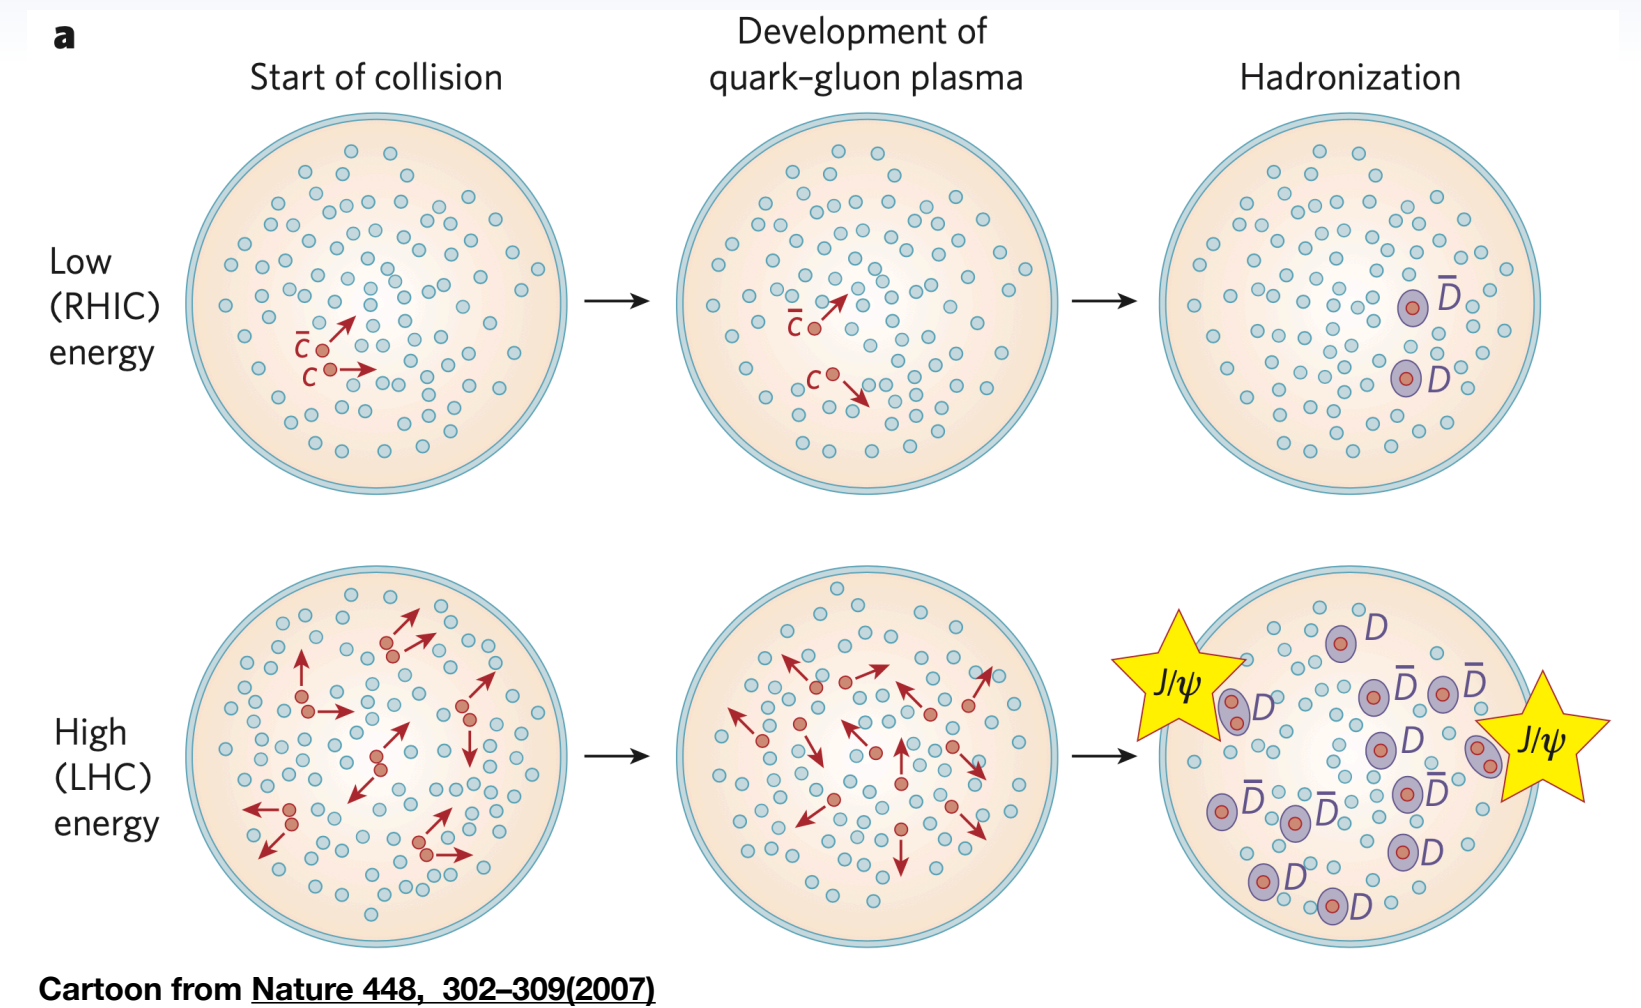 a
Start of collision
Development of
quark–gluon plasma
Hadronization
Low
(RHIC)
energy
c̄
c
c̄
c
D̄
D
High
(LHC)
energy
J/ψ
D
D
D̄
D̄
D
J/ψ
D̄
D̄
D̄
D
D
D
Cartoon from Nature 448, 302–309(2007)